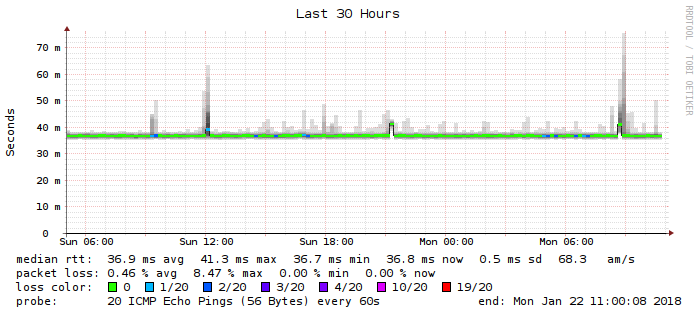 Last 30 Hours
RRDTOOL / TOBI OETIKER
Seconds
70 m
60 m
50 m
40 m
30 m
20 m
10 m
0
Sun 06:00 Sun 12:00 Sun 18:00 Mon 00:00 Mon 06:00
median rtt: 36.9 ms avg 41.3 ms max 36.7 ms min 36.8 ms now 0.5 ms sd 68.3 am/s
packet loss: 0.46 % avg 8.47 % max 0.00 % min 0.00 % now
loss color: 0 1/20 2/20 3/20 4/20 10/20 19/20
probe: 20 ICMP Echo Pings (56 Bytes) every 60s end: Mon Jan 22 11:00:08 2018